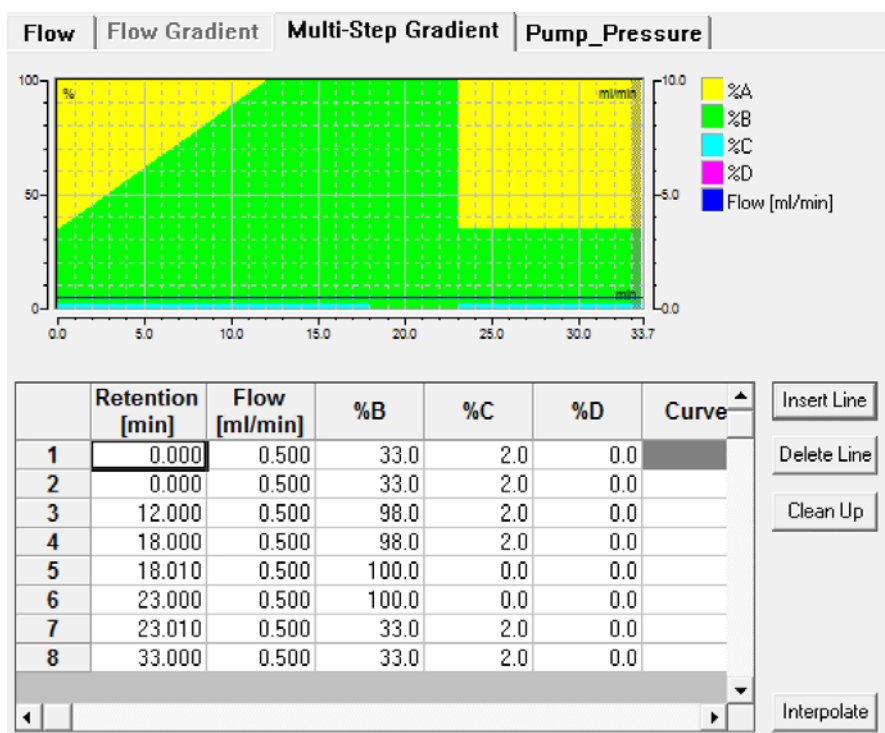 Flow Flow Gradient Multi-Step Gradient Pump_Pressure
100 % ml/min 10.0
50 5.0
0 min 0.0
0.0 5.0 10.0 15.0 20.0 25.0 30.0 33.7
%A
%B
%C
%D
Flow [ml/min]
Retention [min] Flow [ml/min] %B %C %D Curve
1 0.000 0.500 33.0 2.0 0.0
2 0.000 0.500 33.0 2.0 0.0
3 12.000 0.500 98.0 2.0 0.0
4 18.000 0.500 98.0 2.0 0.0
5 18.010 0.500 100.0 0.0 0.0
6 23.000 0.500 100.0 0.0 0.0
7 23.010 0.500 33.0 2.0 0.0
8 33.000 0.500 33.0 2.0 0.0
Insert Line
Delete Line
Clean Up
Interpolate